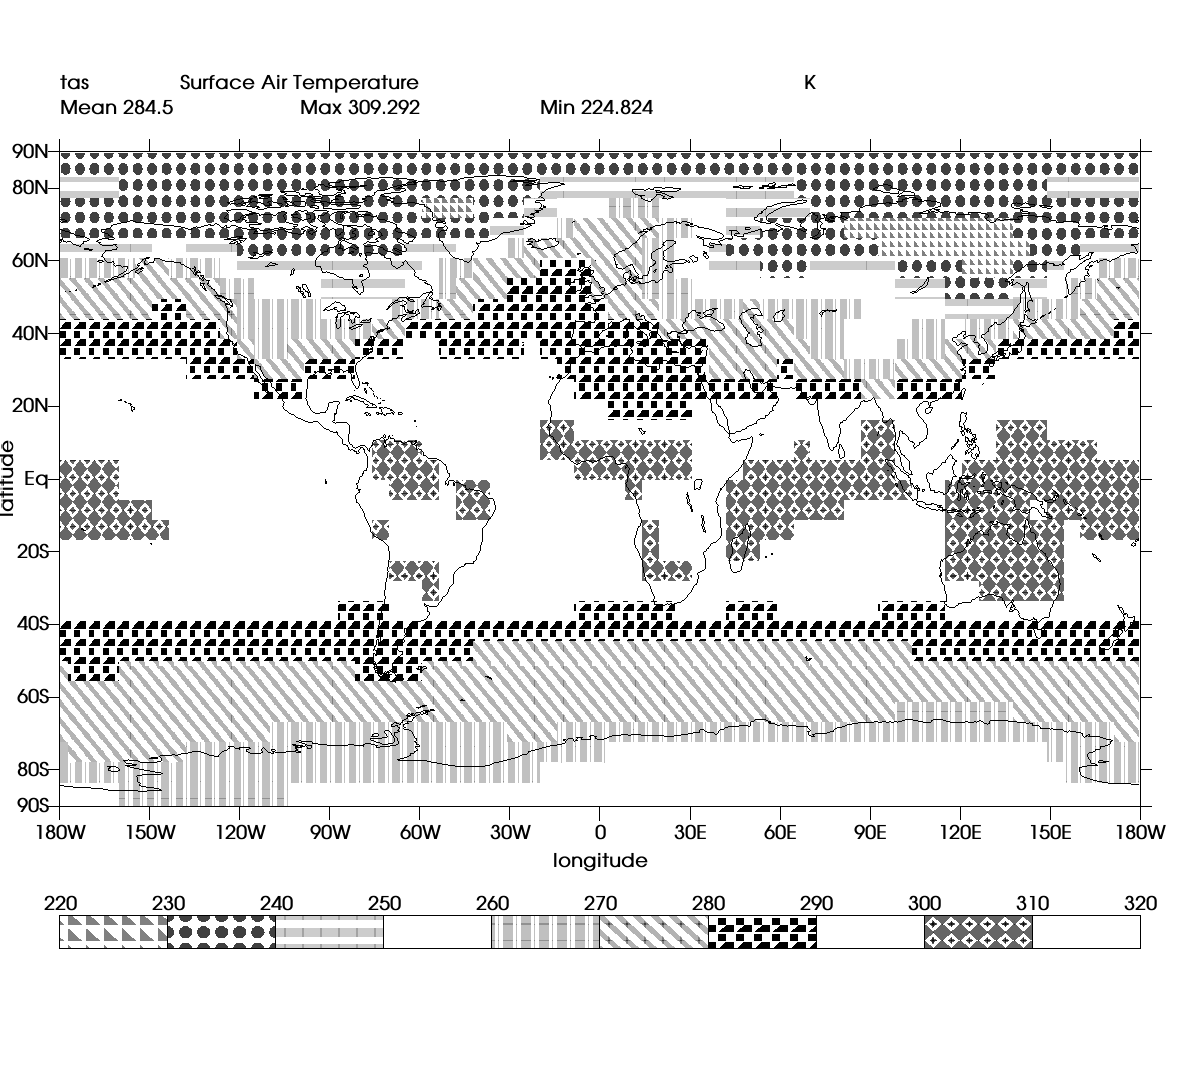 tas Surface Air Temperature K
Mean 284.5 Max 309.292 Min 224.824
90N
80N
60N
40N
20N
latitude
Eq
20S
40S
60S
80S
90S
180W 150W 120W 90W 60W 30W 0 30E 60E 90E 120E 150E 180W
longitude
220 230 240 250 260 270 280 290 300 310 320